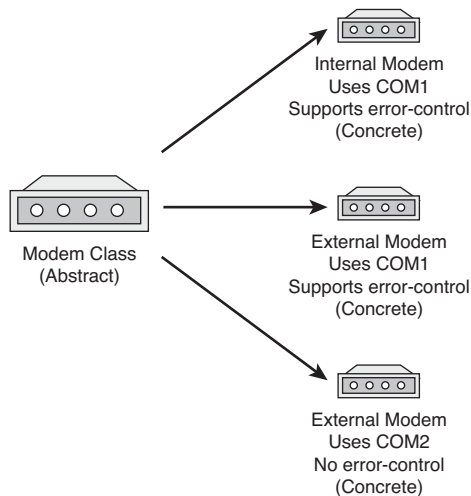 Internal Modem
Uses COM1
Supports error-control
(Concrete)
Modem Class
(Abstract)
External Modem
Uses COM1
Supports error-control
(Concrete)
External Modem
Uses COM2
No error-control
(Concrete)